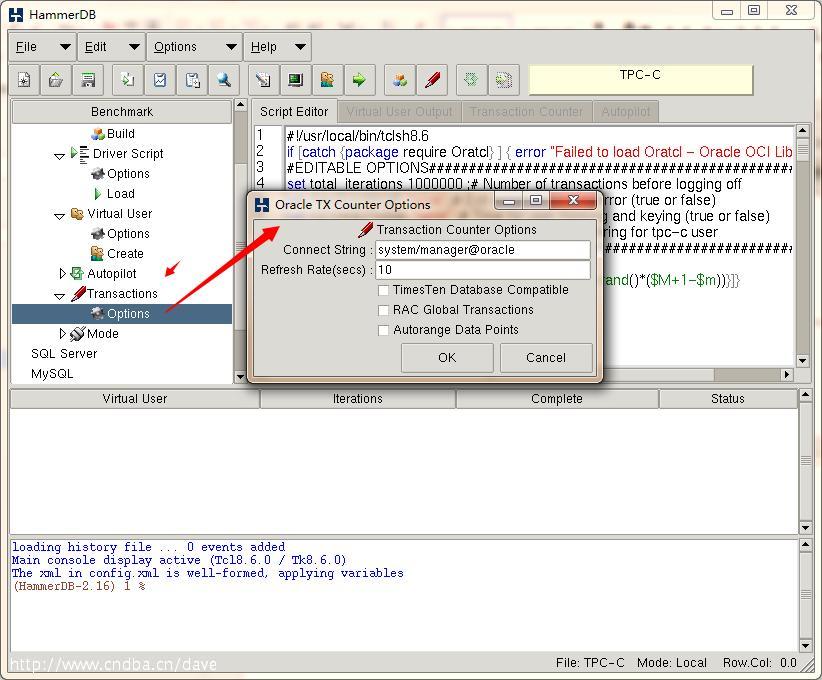 HammerDB
File Edit Options Help
TPC-C
Benchmark
Build
Driver Script
Options
Load
Virtual User
Options
Create
Autopilot
Transactions
Options
Mode
SQL Server
MySQL
Script Editor Virtual User Output Transaction Counter Autopilot
1 #!/usr/local/bin/tclsh8.6
2 if [catch {package require Oratcl} ] { error "Failed to load Oratcl - Oracle OCI Lib
3 #EDITABLE OPTIONS##########################################
4 set total_iterations 1000000 ;# Number of transactions before logging off
error (true or false)
g and keying (true or false)
ring for tpc-c user
and()*($M+1-$m))}]}
Oracle TX Counter Options
Transaction Counter Options
Connect String : system/manager@oracle
Refresh Rate(secs) : 10
TimesTen Database Compatible
RAC Global Transactions
Autorange Data Points
OK Cancel
Virtual User Iterations Complete Status
loading history file ... 0 events added
Main console display active (Tcl8.6.0 / Tk8.6.0)
The xml in config.xml is well-formed, applying variables
(HammerDB-2.16) 1 %
http://www.cndba.cn/dave
File: TPC-C Mode: Local Row.Col: 0.0